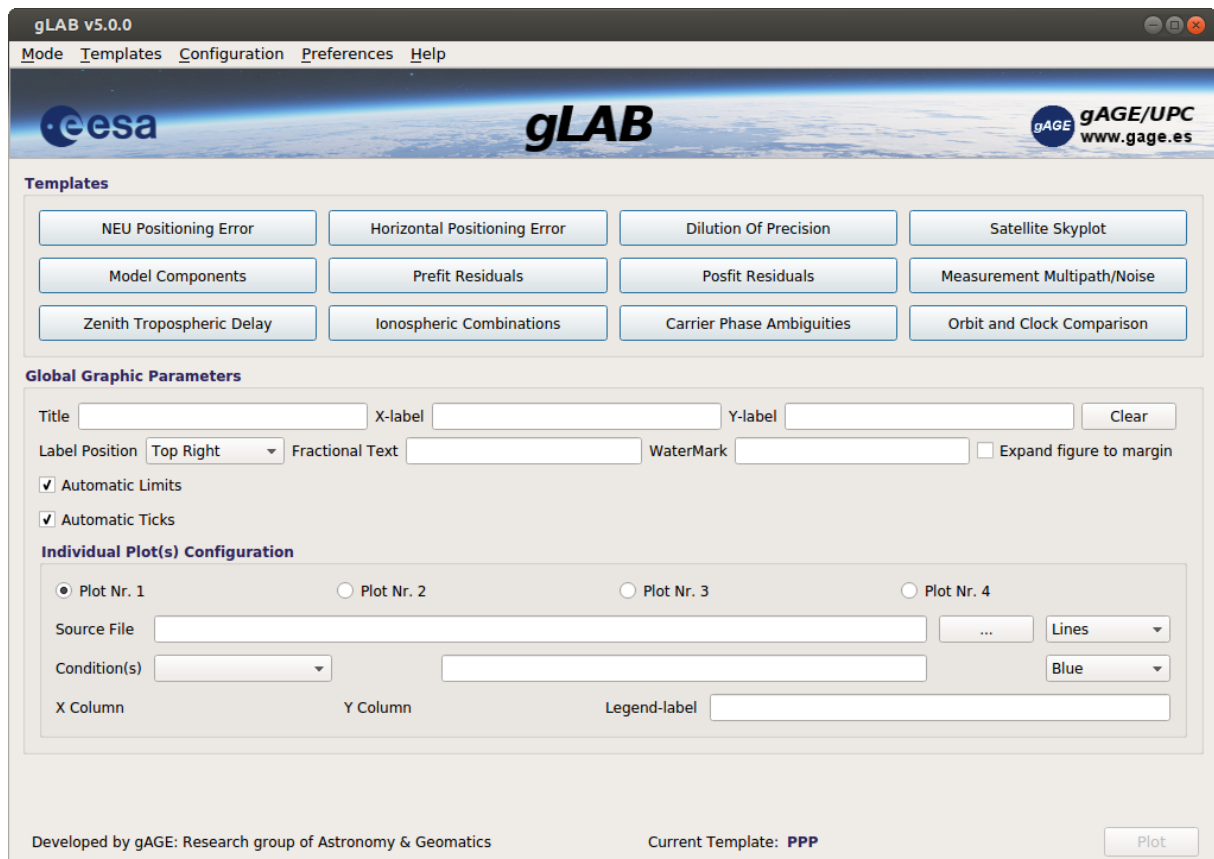 gLAB v5.0.0
Mode Templates Configuration Preferences Help
esa
gLAB
gAGE
gAGE/UPC
www.gage.es
Templates
NEU Positioning Error Horizontal Positioning Error Dilution Of Precision Satellite Skyplot
Model Components Prefit Residuals Posfit Residuals Measurement Multipath/Noise
Zenith Tropospheric Delay Ionospheric Combinations Carrier Phase Ambiguities Orbit and Clock Comparison
Global Graphic Parameters
Title X-label Y-label Clear
Label Position Top Right Fractional Text WaterMark Expand figure to margin
Automatic Limits
Automatic Ticks
Individual Plot(s) Configuration
Plot Nr. 1 Plot Nr. 2 Plot Nr. 3 Plot Nr. 4
Source File ... Lines
Condition(s) Blue
X Column Y Column Legend-label
Developed by gAGE: Research group of Astronomy & Geomatics Current Template: PPP Plot